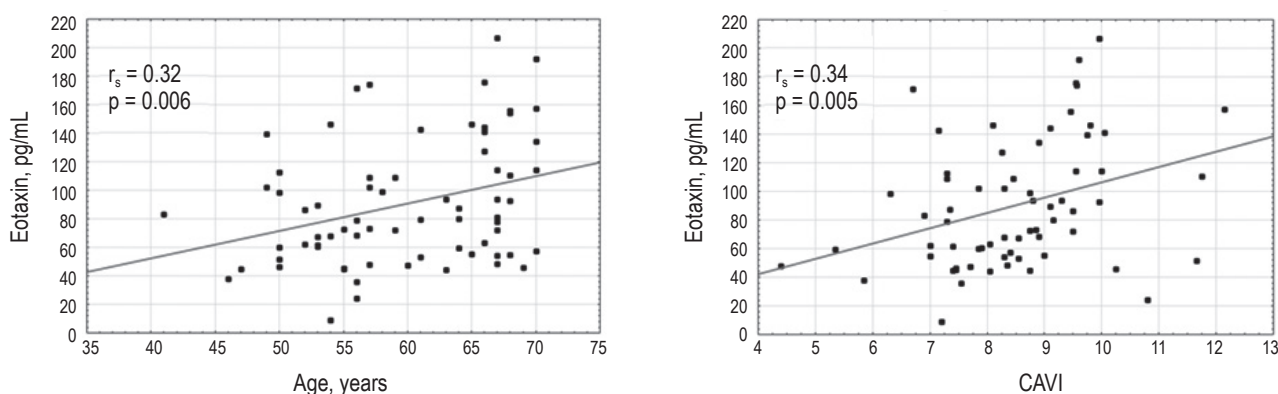 220
200
180
160
140
120
100
80
60
40
20
0
Eotaxin, pg/mL
r_s = 0.32
p = 0.006
35 40 45 50 55 60 65 70 75
Age, years
220
200
180
160
140
120
100
80
60
40
20
0
Eotaxin, pg/mL
r_s = 0.34
p = 0.005
4 5 6 7 8 9 10 11 12 13
CAVI